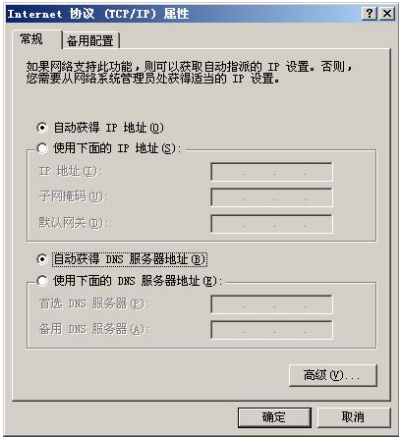 Internet 协议 (TCP/IP) 属性
常规
备用配置
如果网络支持此功能，则可以获取自动指派的 IP 设置。否则，
您需要从网络系统管理员处获得适当的 IP 设置。
自动获得 IP 地址(O)
使用下面的 IP 地址(S):
IP 地址(I):
子网掩码(U):
默认网关(D):
自动获得 DNS 服务器地址(B)
使用下面的 DNS 服务器地址(E):
首选 DNS 服务器(P):
备用 DNS 服务器(A):
高级(V)...
确定
取消